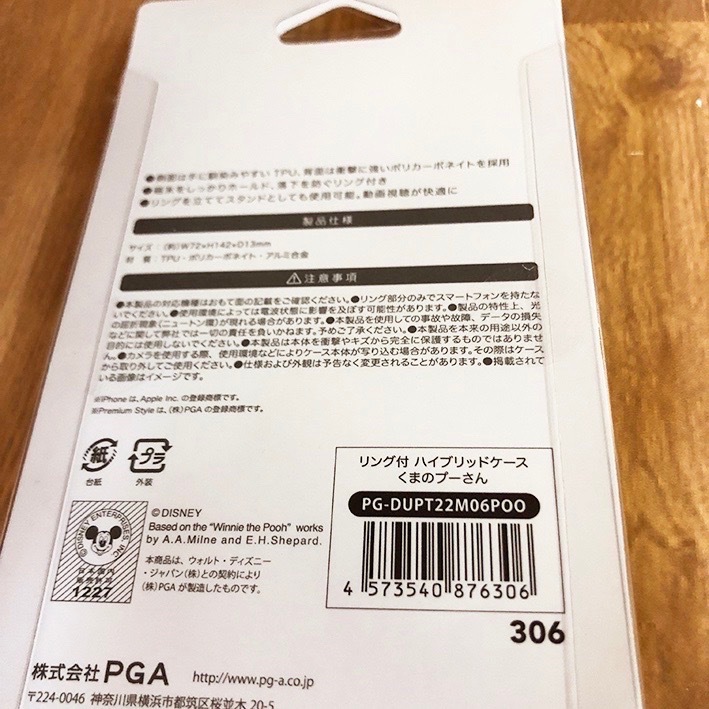 ●側面は手に馴染みやすいTPU、背面は衝撃に強いポリカーボネイトを採用
●端末をしっかりホールド、落下を防ぐリング付き
●リングを立ててスタンドとしても使用可能。動画視聴が快適に
製品仕様
サイズ：(約)W72×H142×D13mm
材 質：TPU・ポリカーボネイト・アルミ合金
注意事項
●本製品の対応機種はおもて面の記載をご確認ください。●リング部分のみでスマートフォンを持たな
いでください。●使用環境によっては電波状態に影響を及ぼす可能性があります。●製品の特性上、光
の屈折現象(ニュートン環)が現れる場合があります。●本製品を使用しての事故や故障、データの損失
などに関して弊社では一切の責任を負いかねます。予めご了承ください。●本製品を本来の用途以外の
目的には使用しないでください。●本製品は本体を衝撃やキズから完全に保護するものではありませ
ん。●カメラを使用する際、使用環境などによりケース本体が写り込む場合があります。その際はケース
から取り外してご使用ください。●仕様および外観は予告なく変更されることがあります。●掲載されて
いる画像はイメージです。
※iPhone は、Apple Inc. の登録商標です。
※Premium Style は、(株)PGA の登録商標です。
紙
台紙
プラ
外装
リング付 ハイブリッドケース
くまのプーさん
PG-DUPT22M06POO
4 573540 876306
306
©DISNEY ENTERPRISES, INC.
日本国内
販売許可
1227
©DISNEY
Based on the "Winnie the Pooh" works
by A.A.Milne and E.H.Shepard.
本商品は、ウォルト・ディズニー
・ジャパン(株)との契約により
(株)PGA が製造したものです。
株式会社 PGA http://www.pg-a.co.jp
〒224-0046 神奈川県横浜市都筑区桜並木 20-5